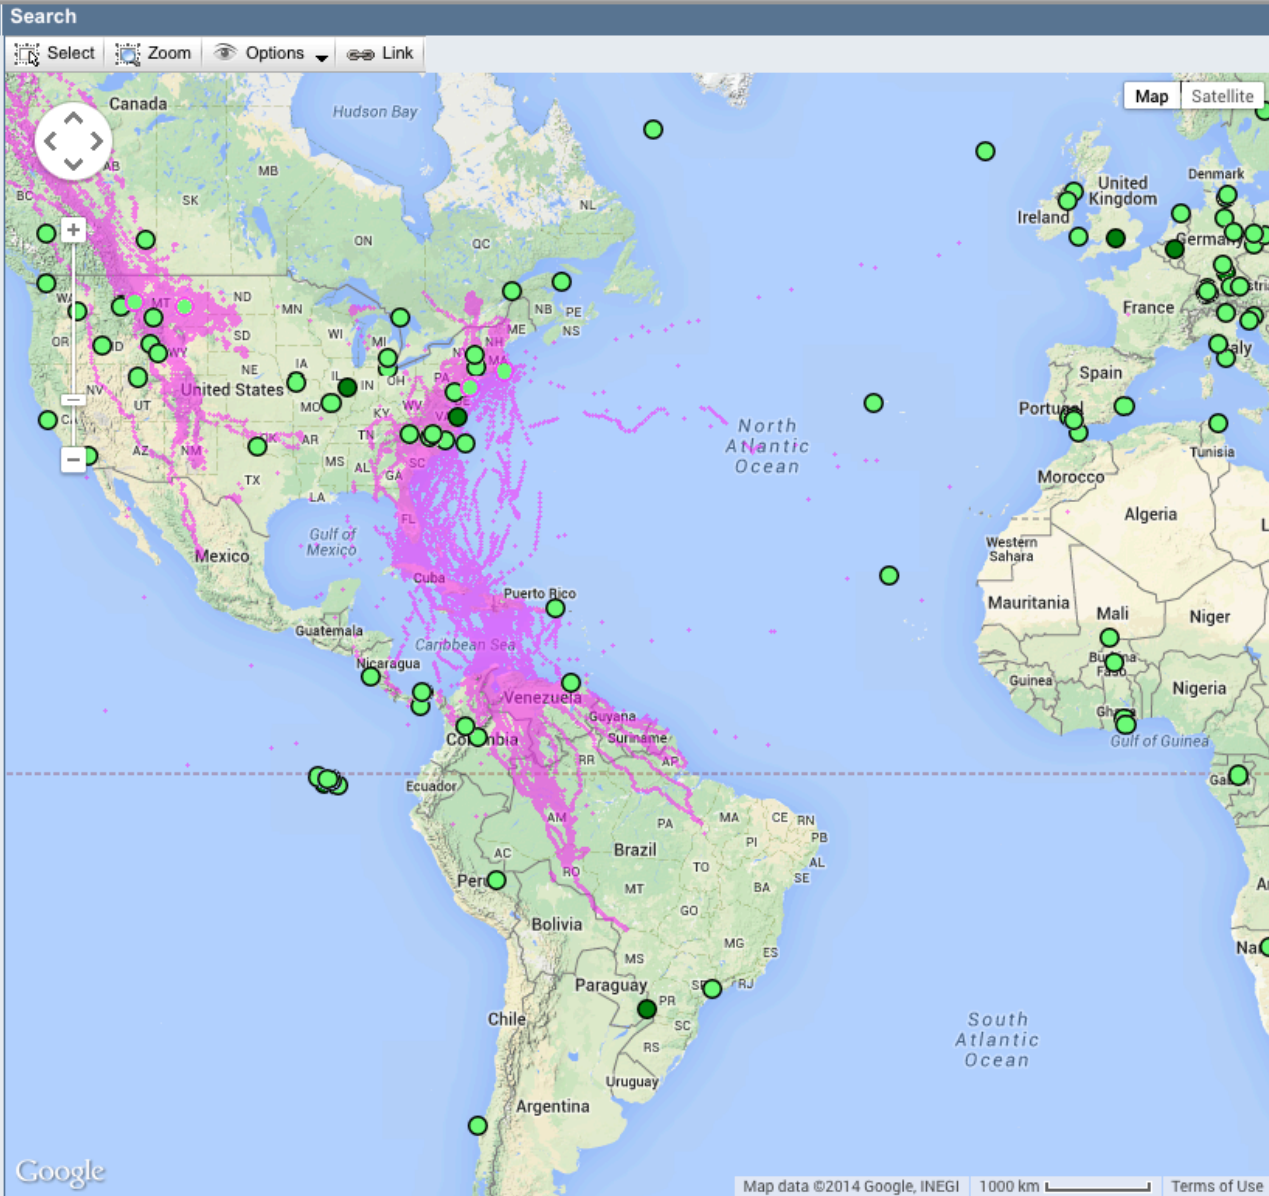 Search
Select Zoom Options Link
Map Satellite
Canada
Hudson Bay
AB
MB
BC
SK
NL
ON
QC
Denmark
United
Kingdom
Ireland
Germany
France
Spain
Portugal
Italy
WA
MT
ND
MN
NB
PE
NS
ME
OR
ID
SD
WI
MI
NY
NH
MA
WY
NE
IA
IL
IN
OH
PA
NV
UT
United States
MO
KY
WV
VA
CA
AZ
NM
OK
AR
TN
SC
MS
AL
GA
TX
LA
FL
North
Atlantic
Ocean
Tunisia
Morocco
Algeria
Western
Sahara
Gulf of
Mexico
Mexico
Cuba
Puerto Rico
Mauritania
Mali
Niger
Guatemala
Caribbean Sea
Nicaragua
Burkina
Faso
Guinea
Nigeria
Venezuela
Guyana
Suriname
Colombia
Ghana
Gulf of Guinea
RR
AP
Ecuador
Gabon
AM
PA
MA
CE
RN
PB
PI
AC
Brazil
TO
AL
SE
RO
Peru
MT
BA
GO
Bolivia
MG
ES
MS
Paraguay
SP
RJ
PR
Chile
SC
RS
South
Atlantic
Ocean
Uruguay
Argentina
Google
Map data ©2014 Google, INEGI 1000 km Terms of Use